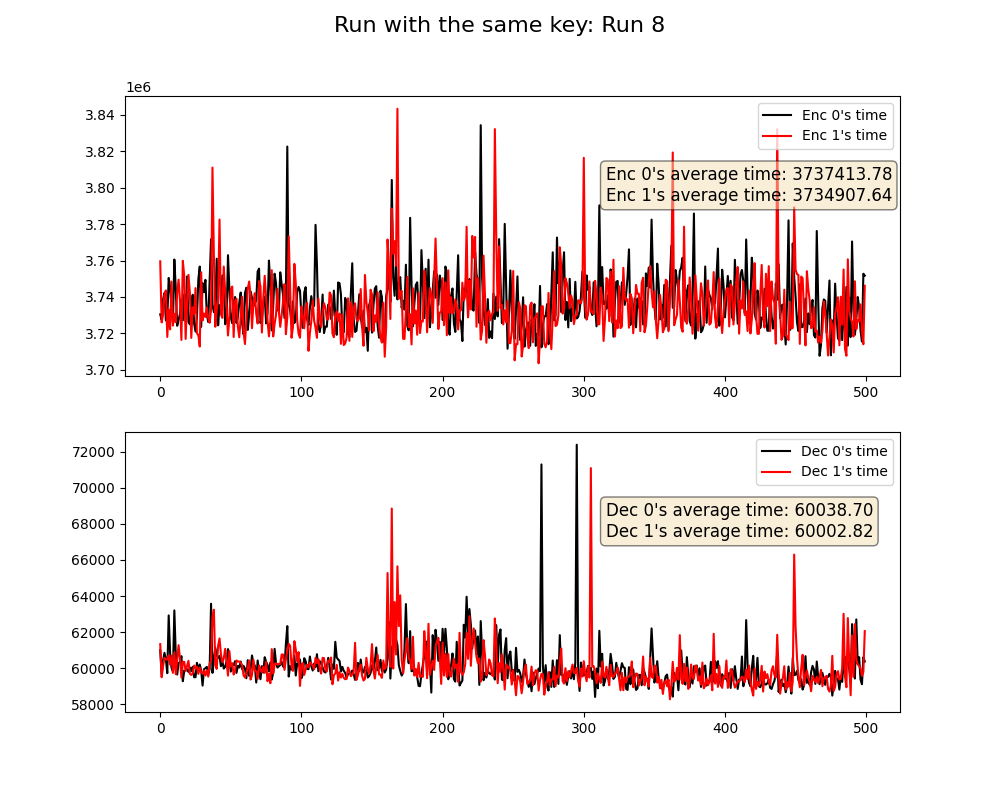 Run with the same key: Run 8
1e6
3.84
3.82
3.80
3.78
3.76
3.74
3.72
3.70
0
100
200
300
400
500
Enc 0's time
Enc 1's time
Enc 0's average time: 3737413.78
Enc 1's average time: 3734907.64
72000
70000
68000
66000
64000
62000
60000
58000
0
100
200
300
400
500
Dec 0's time
Dec 1's time
Dec 0's average time: 60038.70
Dec 1's average time: 60002.82